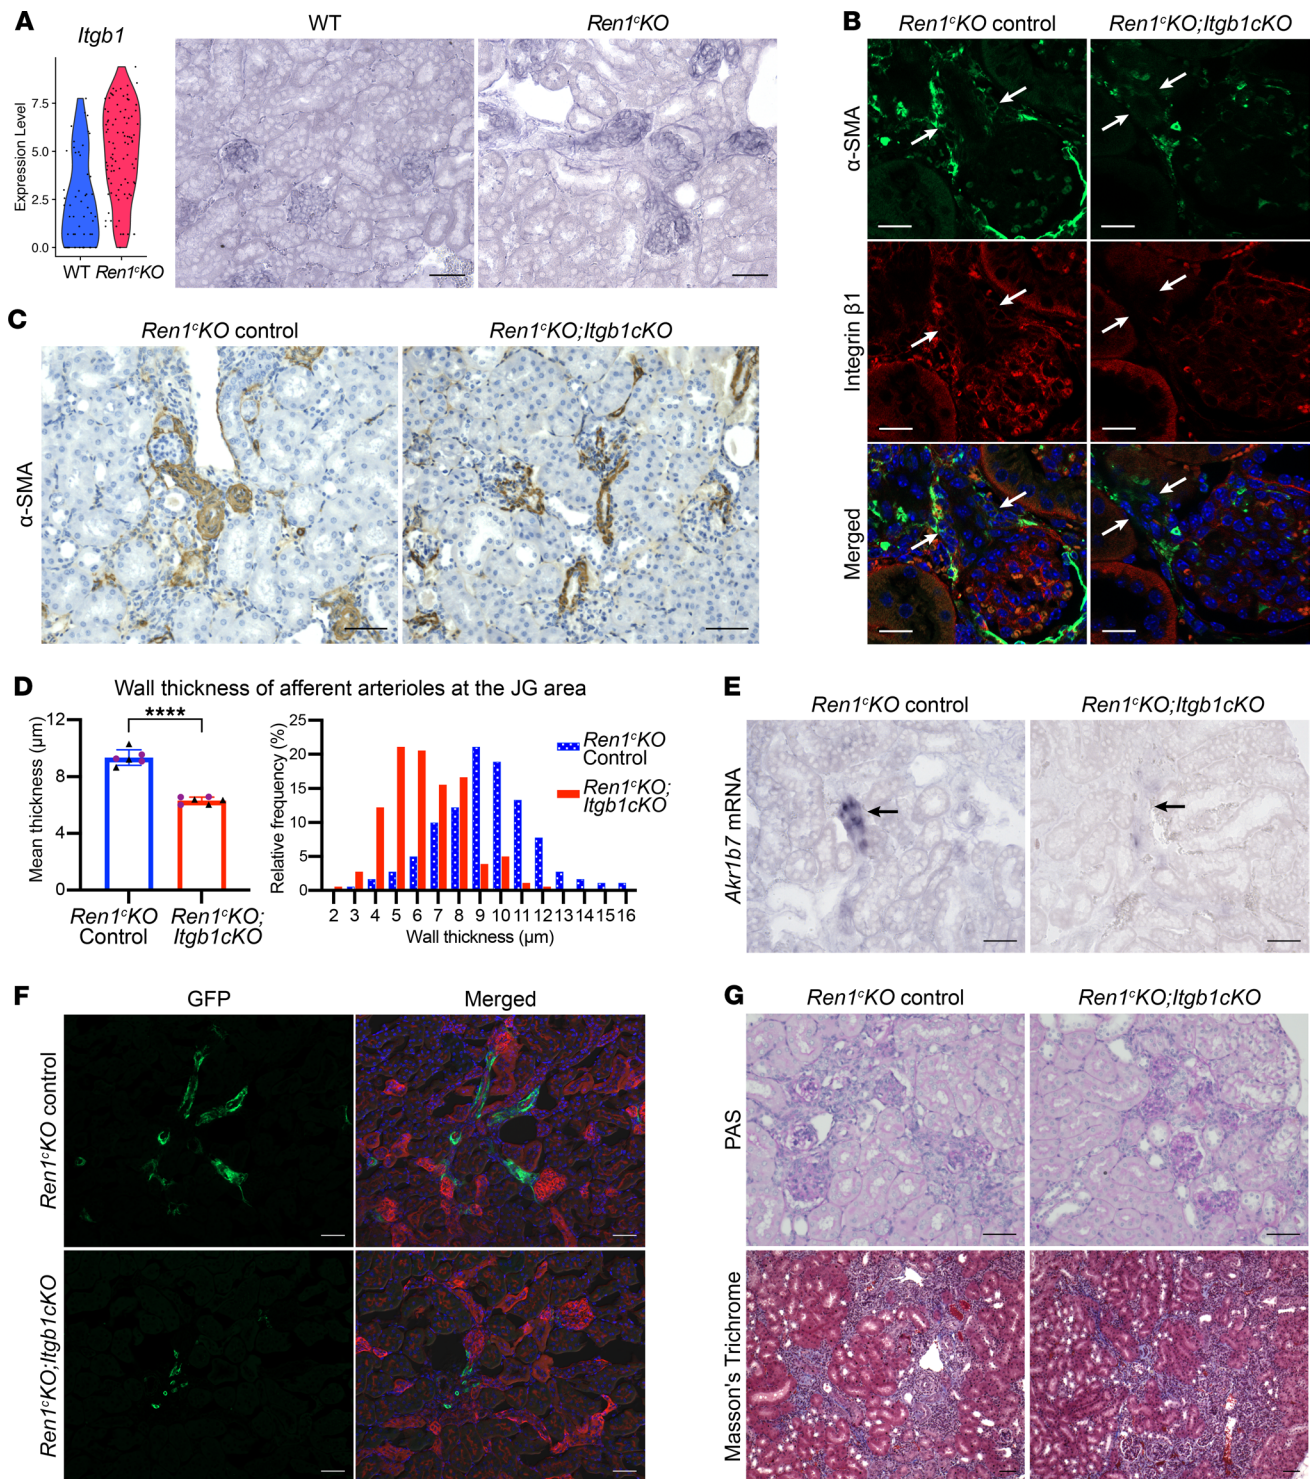 A
Itgb1
Expression Level
7.5
5.0
2.5
0.0
WT
Ren1ᶜKO
WT
Ren1ᶜKO
B
Ren1ᶜKO control
Ren1ᶜKO;Itgb1cKO
α-SMA
Integrin β1
Merged
C
Ren1ᶜKO control
Ren1ᶜKO;Itgb1cKO
α-SMA
D
Wall thickness of afferent arterioles at the JG area
Mean thickness (μm)
12
8
4
0
****
Ren1ᶜKO
Control
Ren1ᶜKO;
Itgb1cKO
Relative frequency (%)
25
20
15
10
5
0
2 3 4 5 6 7 8 9 10 11 12 13 14 15 16
Wall thickness (μm)
Ren1ᶜKO
Control
Ren1ᶜKO;
Itgb1cKO
E
Ren1ᶜKO control
Ren1ᶜKO;Itgb1cKO
Akr1b7 mRNA
F
GFP
Merged
Ren1ᶜKO control
Ren1ᶜKO;Itgb1cKO
G
Ren1ᶜKO control
Ren1ᶜKO;Itgb1cKO
PAS
Masson's Trichrome